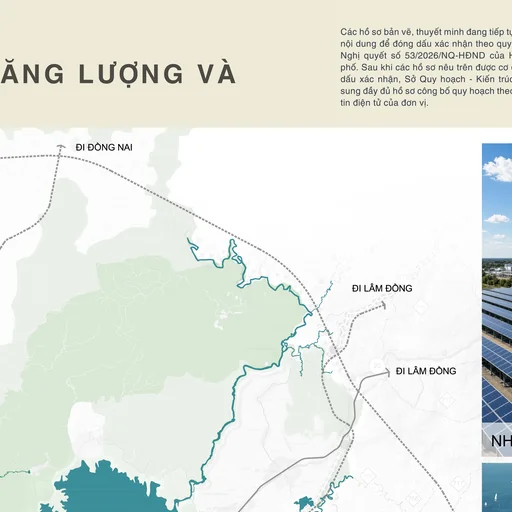 Các hồ sơ bản vẽ, thuyết minh đang tiếp tụ
nội dung để đóng dấu xác nhận theo quy
Nghị quyết số 53/2026/NQ-HĐND của H
phố. Sau khi các hồ sơ nêu trên được cơ
dấu xác nhận, Sở Quy hoạch - Kiến trúc
sung đầy đủ hồ sơ công bố quy hoạch theo
tin điện tử của đơn vị.
ĂNG LƯỢNG VÀ
ĐI ĐỒNG NAI
ĐI LÂM ĐỒNG
ĐI LÂM ĐỒNG
NH